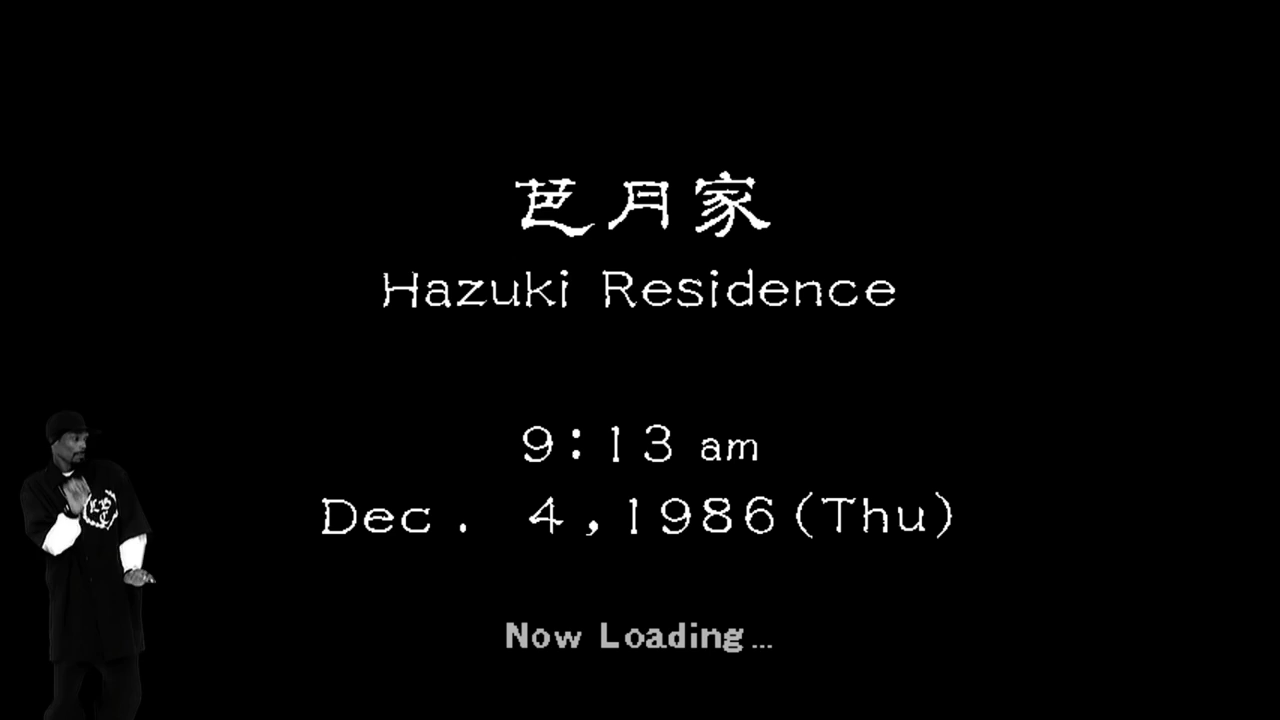 芭月家
Hazuki Residence
9:13 am
Dec. 4,1986(Thu)
Now Loading...